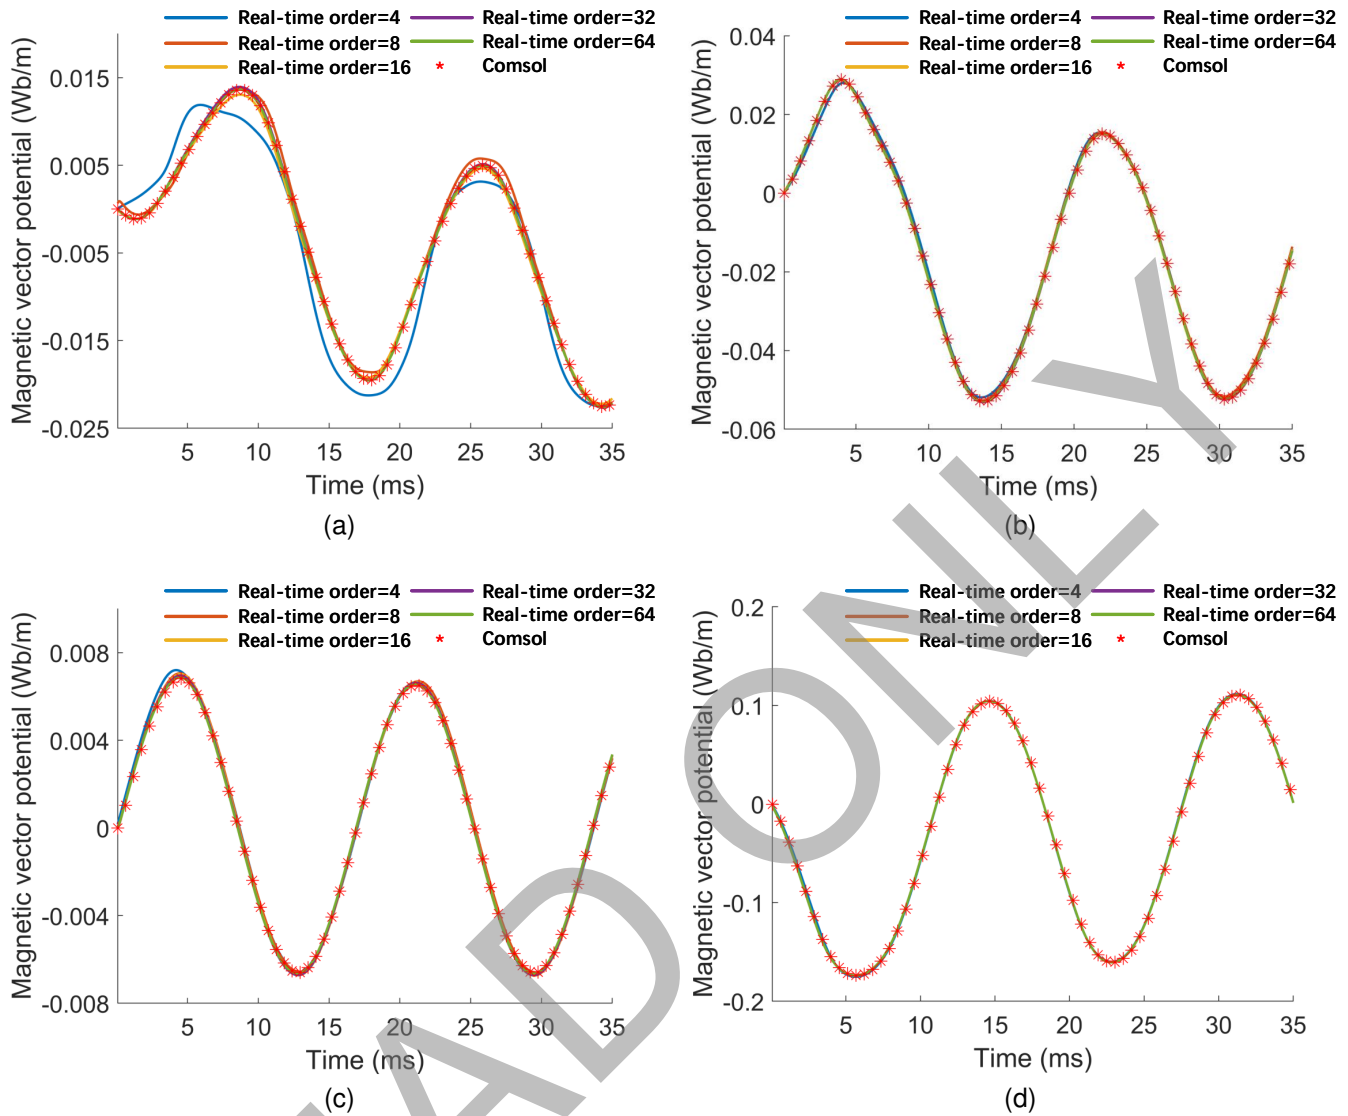 Real-time order=4
Real-time order=32
Real-time order=8
Real-time order=64
Real-time order=16
* Comsol
Magnetic vector potential (Wb/m)
0.015
0.005
-0.005
-0.015
-0.025
5 10 15 20 25 30 35
Time (ms)
(a)
Real-time order=4
Real-time order=32
Real-time order=8
Real-time order=64
Real-time order=16
* Comsol
Magnetic vector potential (Wb/m)
0.04
0.02
0
-0.02
-0.04
-0.06
5 10 15 20 25 30 35
Time (ms)
(b)
Real-time order=4
Real-time order=32
Real-time order=8
Real-time order=64
Real-time order=16
* Comsol
Magnetic vector potential (Wb/m)
0.008
0.004
0
-0.004
-0.008
5 10 15 20 25 30 35
Time (ms)
(c)
Real-time order=4
Real-time order=32
Real-time order=8
Real-time order=64
Real-time order=16
* Comsol
Magnetic vector potential (Wb/m)
0.2
0.1
0
-0.1
-0.2
5 10 15 20 25 30 35
Time (ms)
(d)
AD ONLY